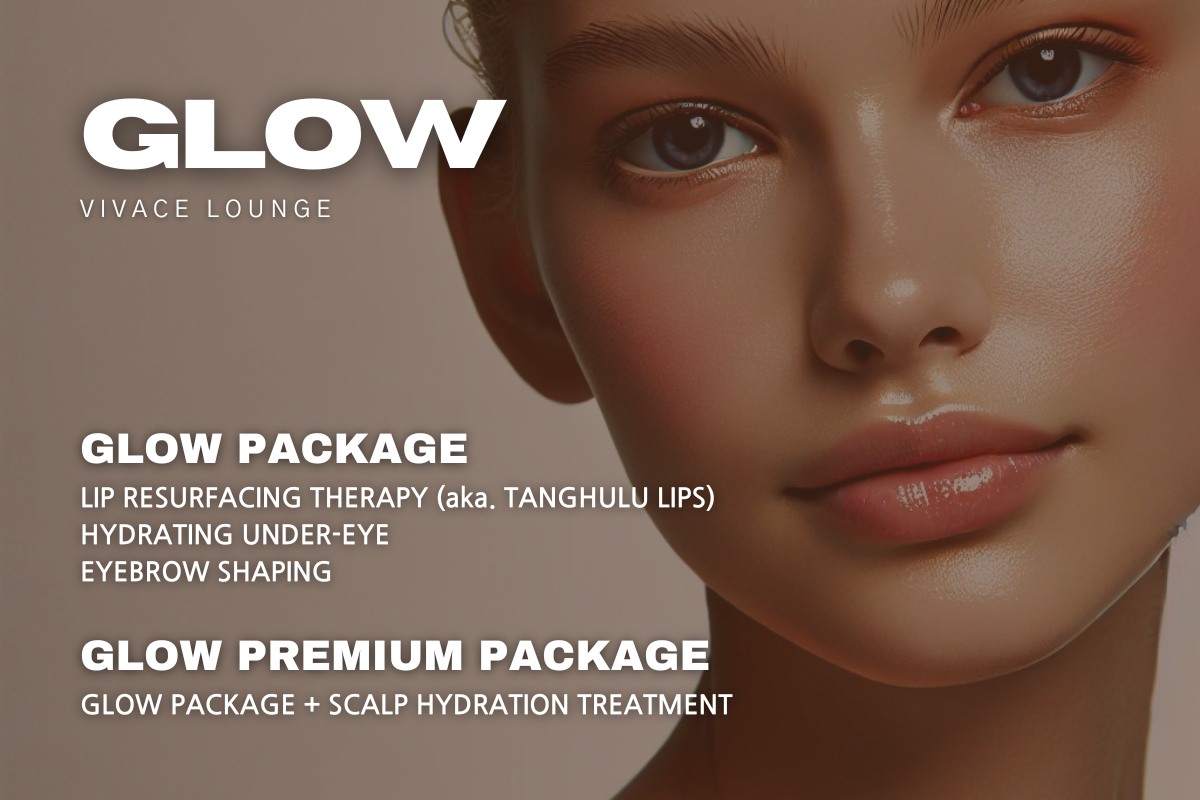 GLOW
VIVACE LOUNGE
GLOW PACKAGE
LIP RESURFACING THERAPY (aka. TANGHULU LIPS)
HYDRATING UNDER-EYE
EYEBROW SHAPING
GLOW PREMIUM PACKAGE
GLOW PACKAGE + SCALP HYDRATION TREATMENT